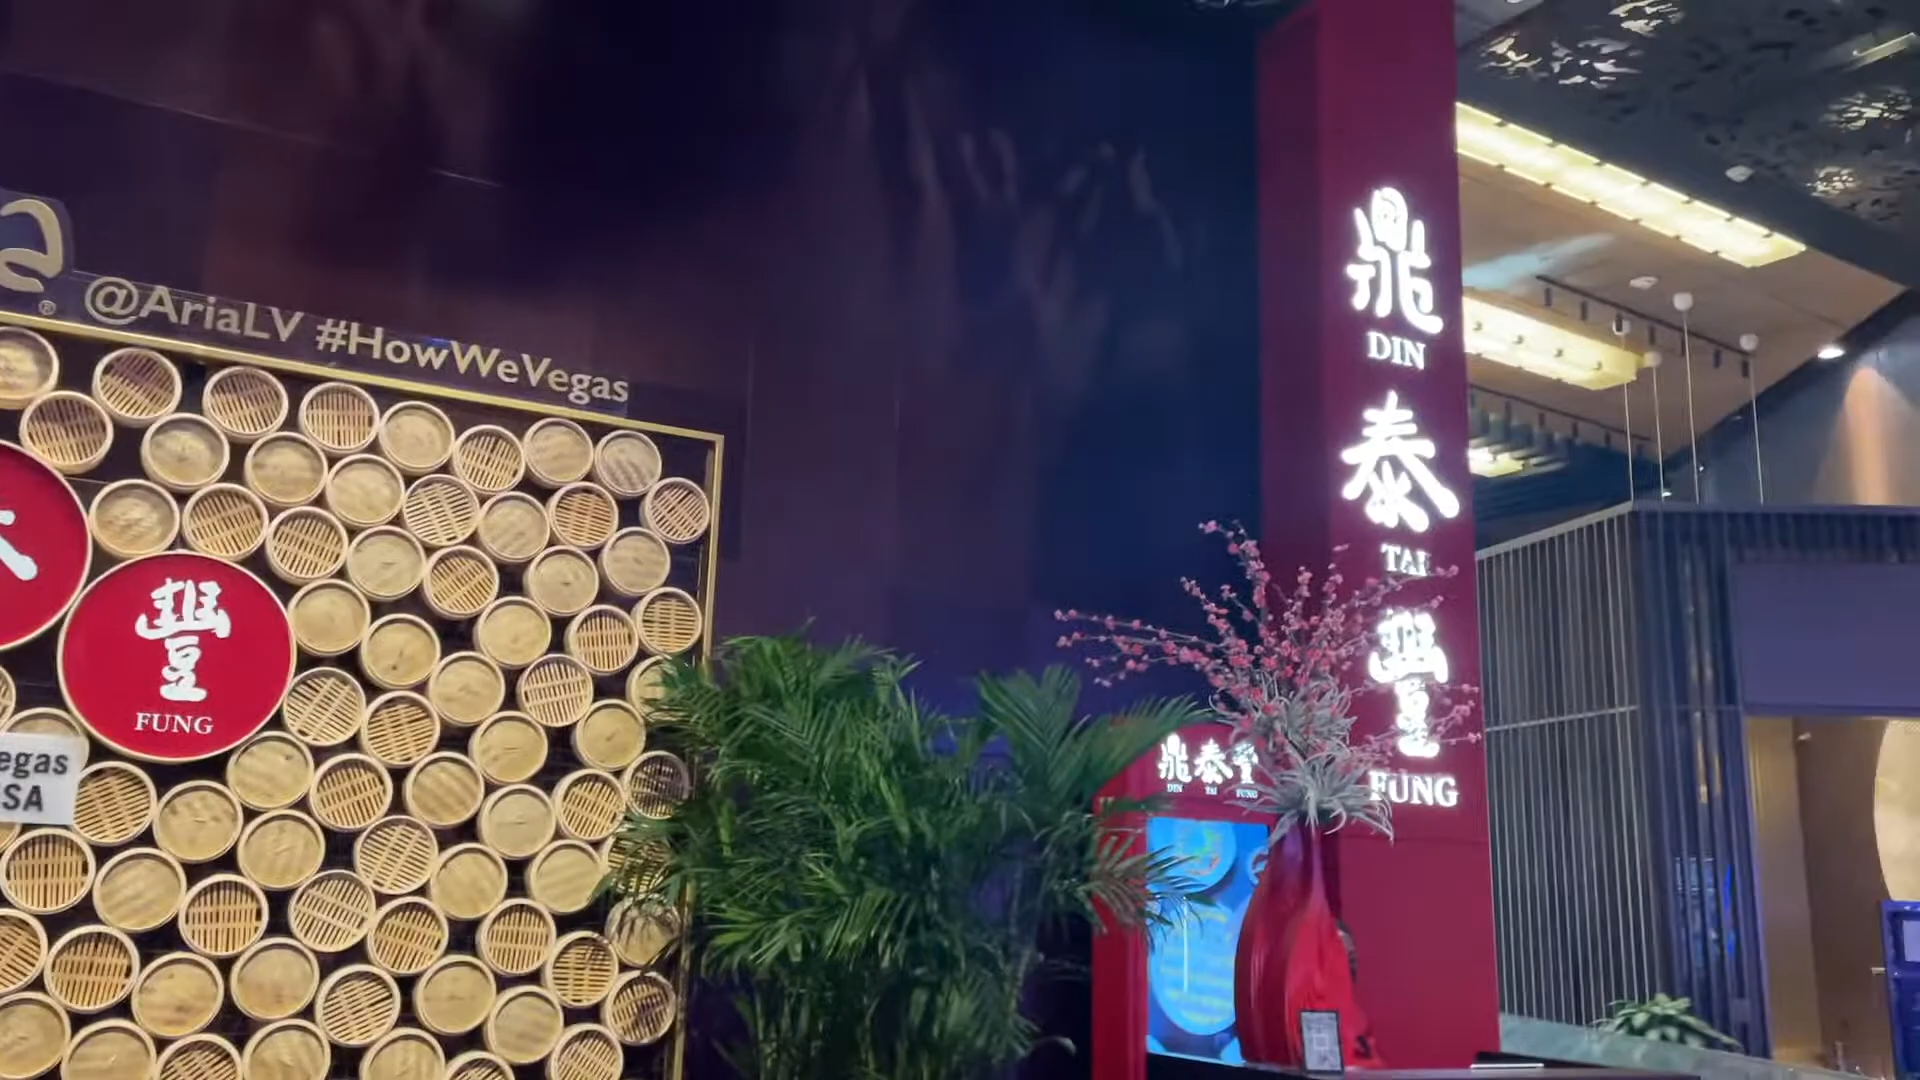 @AriaLV #HowWeVegas
豐
FUNG
egas
SA
鼎
DIN
泰
TAI
豐
FUNG
鼎泰豐
DIN TAI FUNG